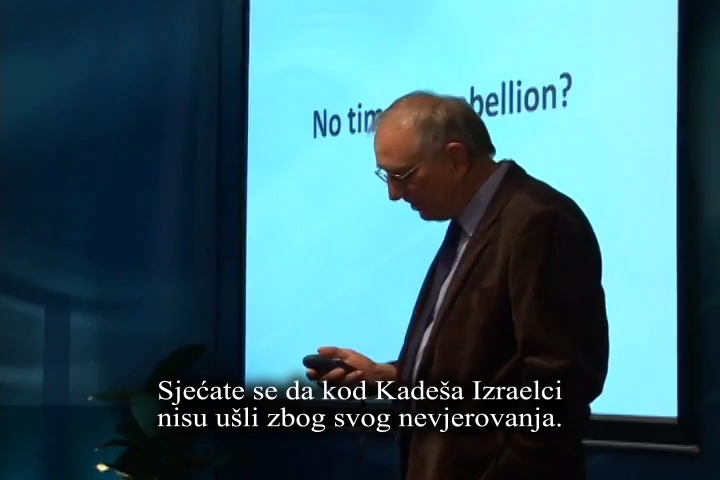 No tim bellion?
Sjećate se da kod Kadeša Izraelci
nisu ušli zbog svog nevjerovanja.